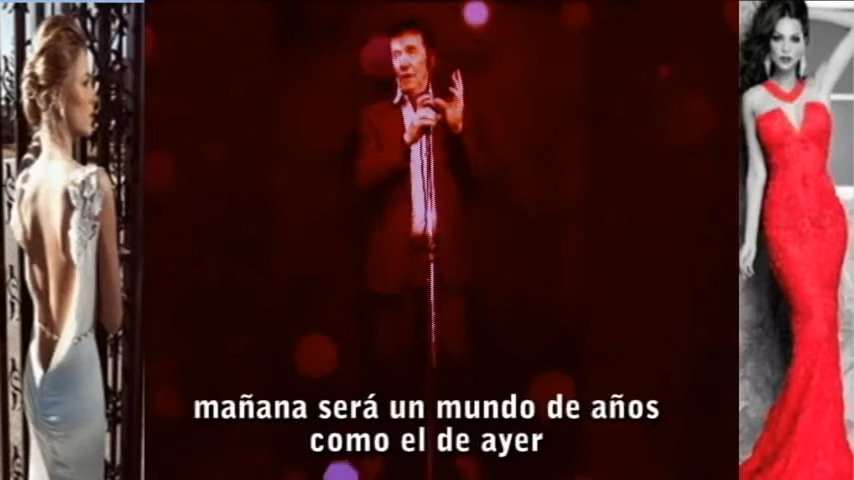 mañana será un mundo de años
como el de ayer